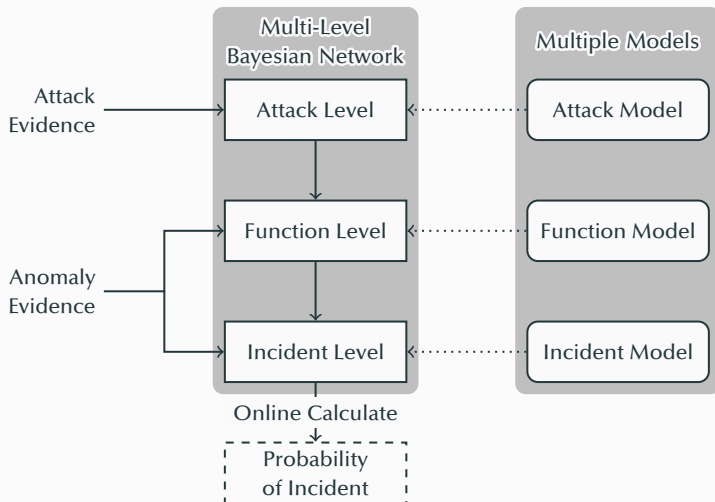 Multi-Level
Bayesian Network
Multiple Models
Attack
Evidence
Attack Level
Attack Model
Function Level
Function Model
Anomaly
Evidence
Incident Level
Incident Model
Online Calculate
Probability
of Incident